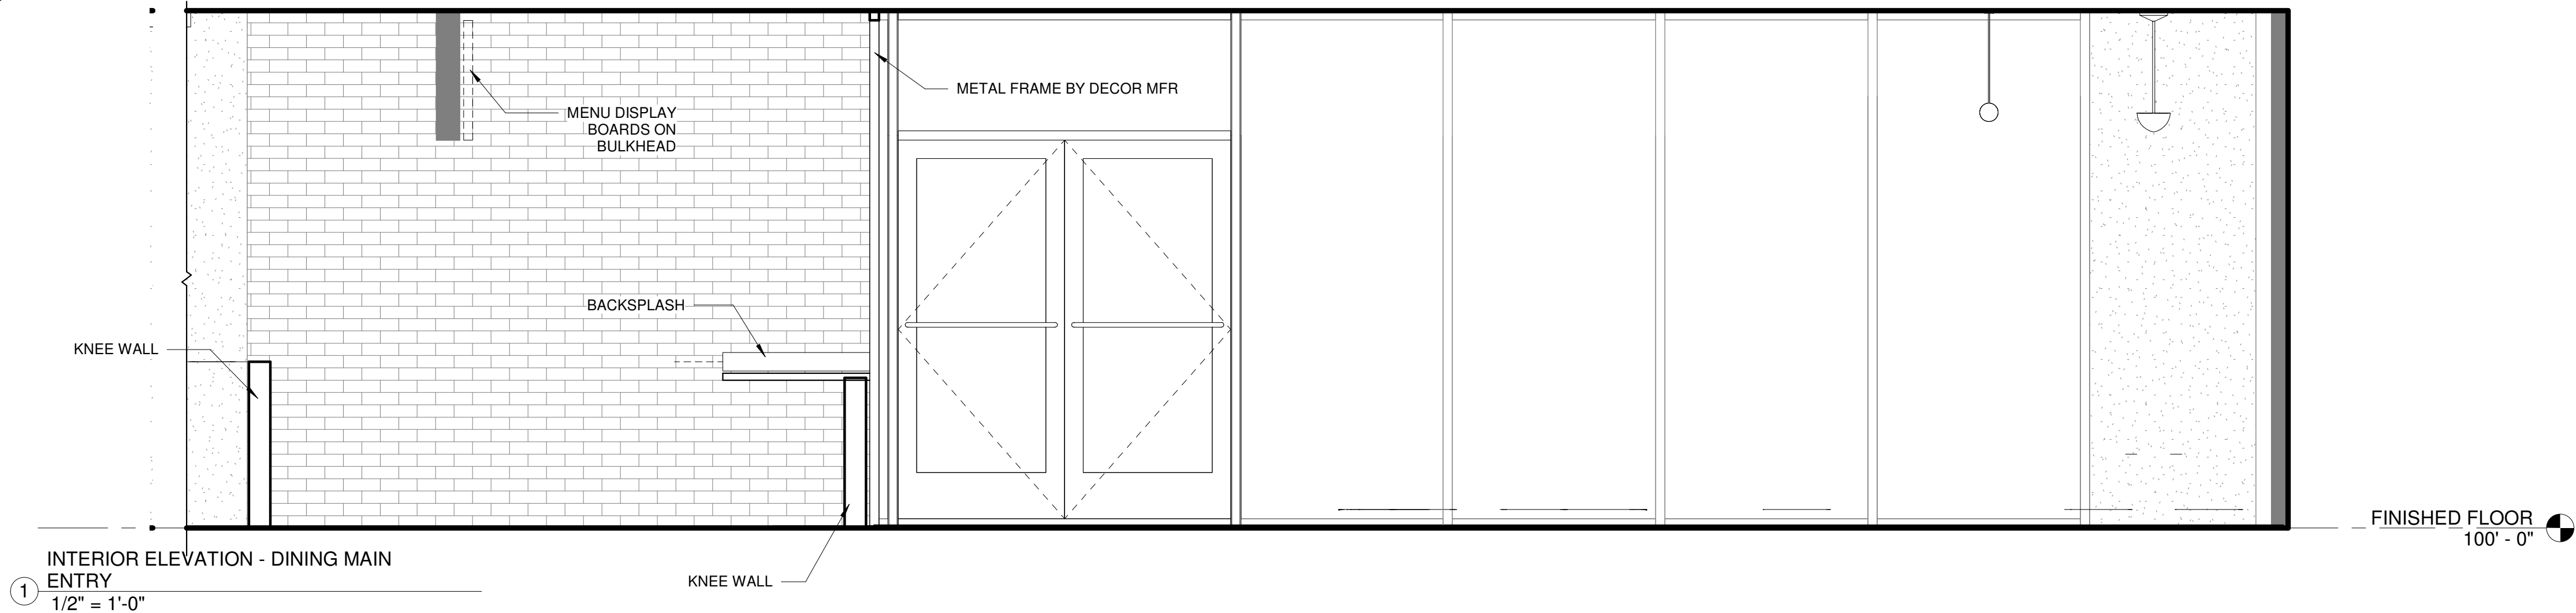 METAL FRAME BY DECOR MFR
MENU DISPLAY
BOARDS ON
BULKHEAD
BACKSPLASH
KNEE WALL
FINISHED FLOOR
100' - 0"
INTERIOR ELEVATION - DINING MAIN
ENTRY
1
1/2" = 1'-0"
KNEE WALL